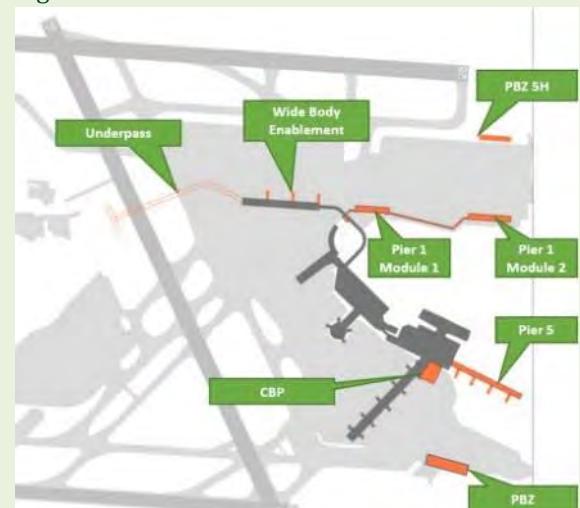 PBZ 5H
Wide Body
Enablement
Underpass
Pier 1
Module 1
Pier 1
Module 2
Pier 5
CBP
PBZ